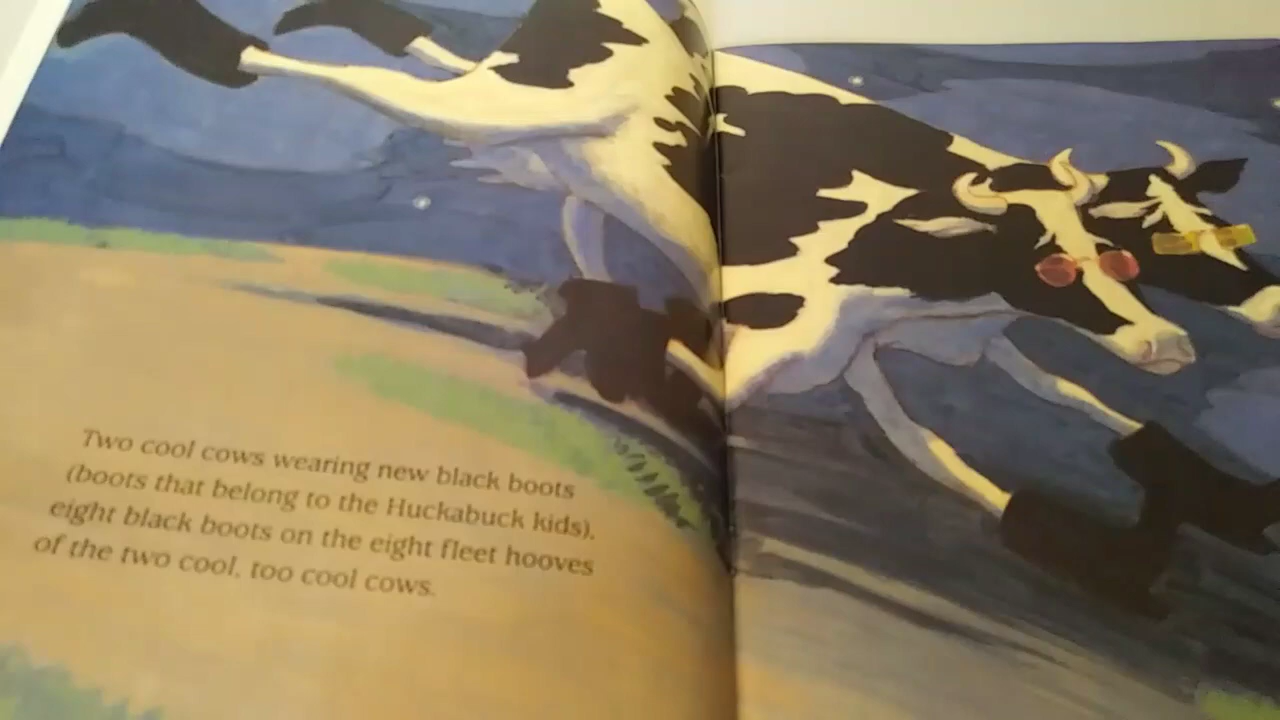 Two cool cows wearing new black boots
(boots that belong to the Huckabuck kids),
eight black boots on the eight fleet hooves
of the two cool, too cool cows.